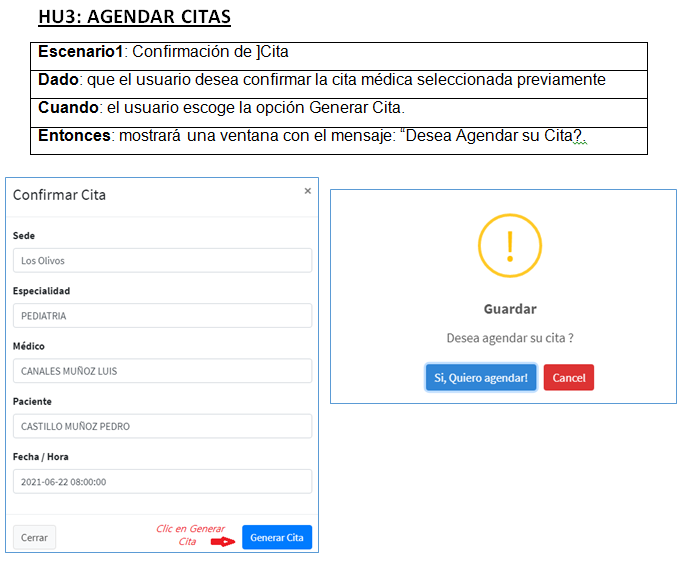 HU3: AGENDAR CITAS
Escenario1: Confirmación de ]Cita
Dado: que el usuario desea confirmar la cita médica seleccionada previamente
Cuando: el usuario escoge la opción Generar Cita.
Entonces: mostrará una ventana con el mensaje: “Desea Agendar su Cita?.
Confirmar Cita ×
Sede
Los Olivos
Especialidad
PEDIATRIA
Médico
CANALES MUÑOZ LUIS
Paciente
CASTILLO MUÑOZ PEDRO
Fecha / Hora
2021-06-22 08:00:00
Clic en Generar
Cita
Cerrar
Generar Cita
!
Guardar
Desea agendar su cita ?
Si, Quiero agendar!
Cancel